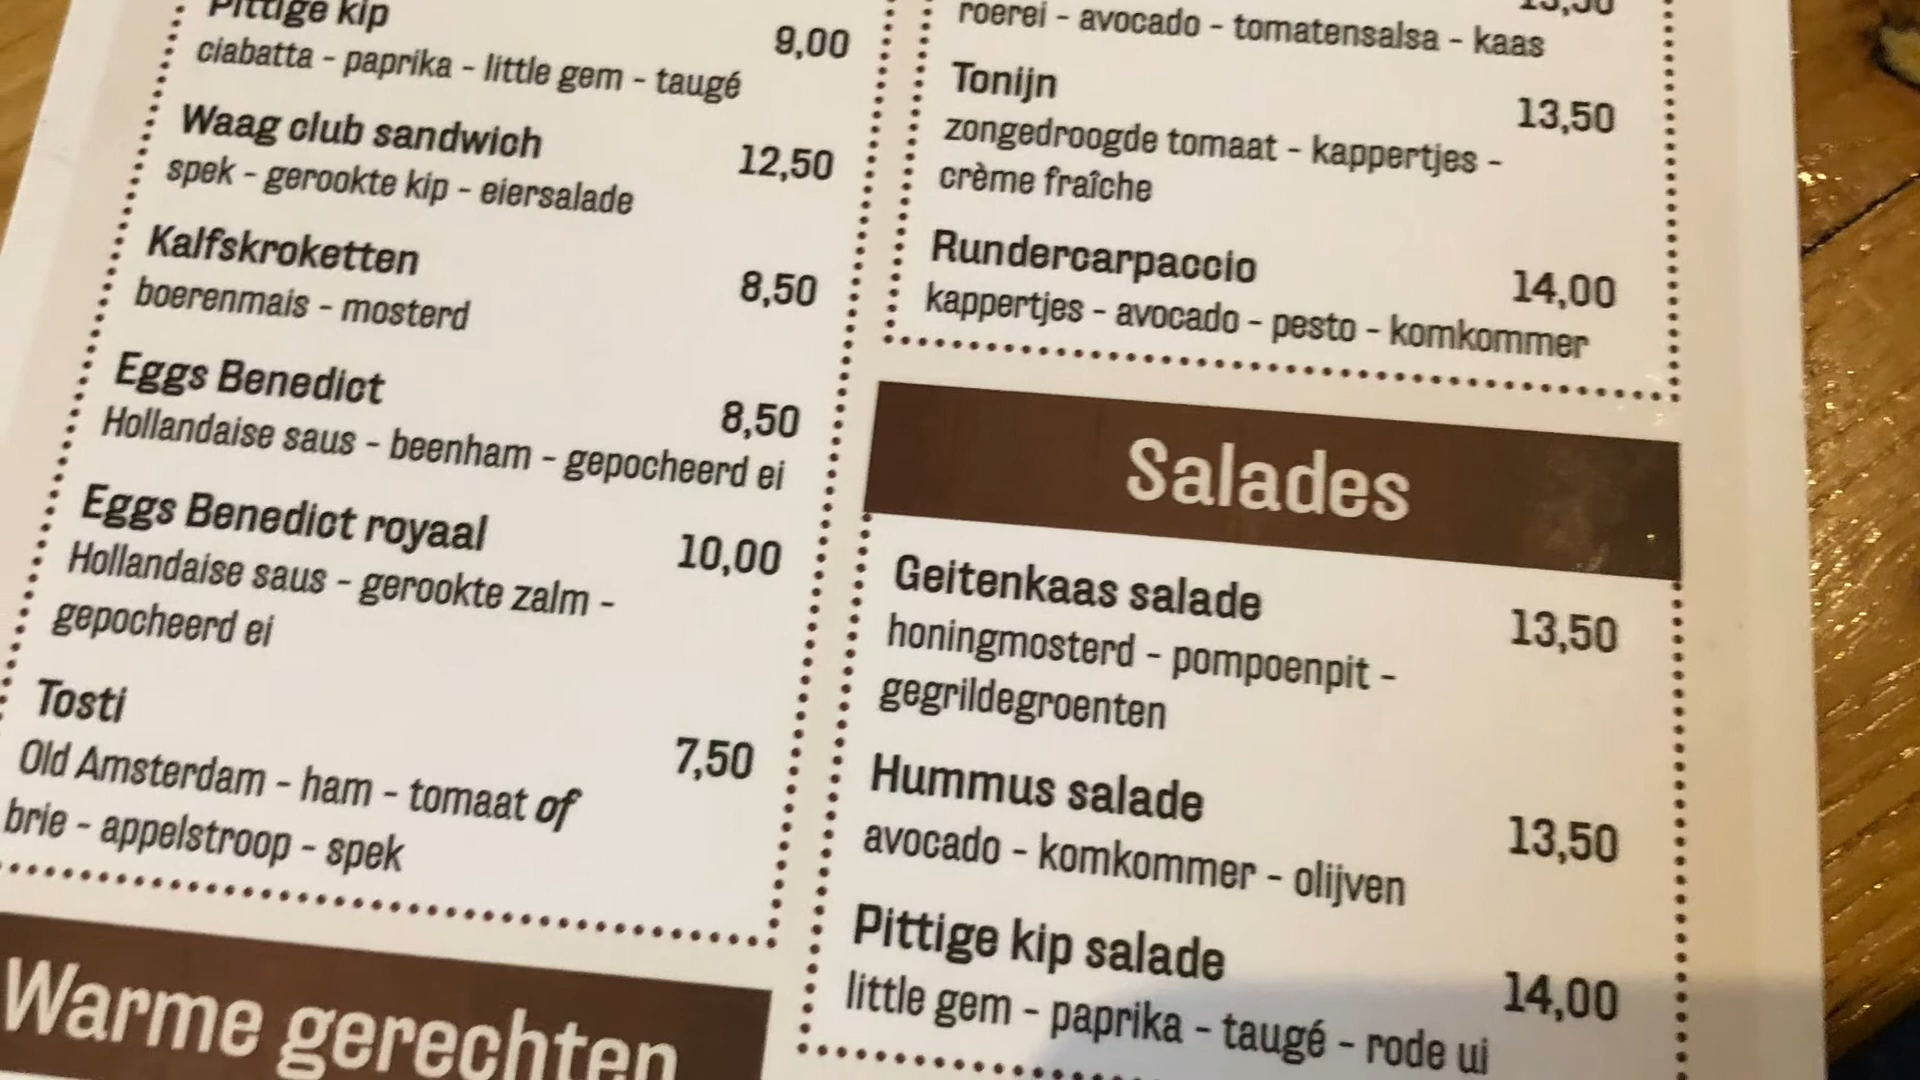 Pittige kip
9,00
ciabatta - paprika - little gem - taugé
Waag club sandwich
12,50
spek - gerookte kip - eiersalade
Kalfskroketten
8,50
boerenmais - mosterd
Eggs Benedict
8,50
Hollandaise saus - beenham - gepocheerd ei
Eggs Benedict royaal
10,00
Hollandaise saus - gerookte zalm -
gepocheerd ei
Tosti
7,50
Old Amsterdam - ham - tomaat of
brie - appelstroop - spek
Warme gerechten
roerei - avocado - tomatensalsa - kaas
Tonijn
13,50
zongedroogde tomaat - kappertjes -
crème fraîche
Rundercarpaccio
14,00
kappertjes - avocado - pesto - komkommer
Salades
Geitenkaas salade
13,50
honingmosterd - pompoenpit -
gegrildegroenten
Hummus salade
13,50
avocado - komkommer - olijven
Pittige kip salade
14,00
little gem - paprika - taugé - rode ui